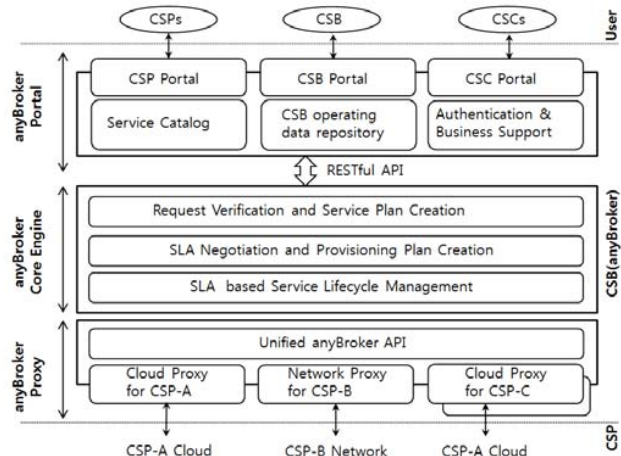 CSPs
CSB
CSCs
User
anyBroker
Portal
CSP Portal
CSB Portal
CSC Portal
Service Catalog
CSB operating
data repository
Authentication &
Business Support
RESTful API
anyBroker
Core Engine
Request Verification and Service Plan Creation
SLA Negotiation and Provisioning Plan Creation
SLA based Service Lifecycle Management
CSB(anyBroker)
anyBroker
Proxy
Unified anyBroker API
Cloud Proxy
for CSP-A
Network Proxy
for CSP-B
Cloud Proxy
for CSP-C
CSP
CSP-A Cloud
CSP-B Network
CSP-A Cloud